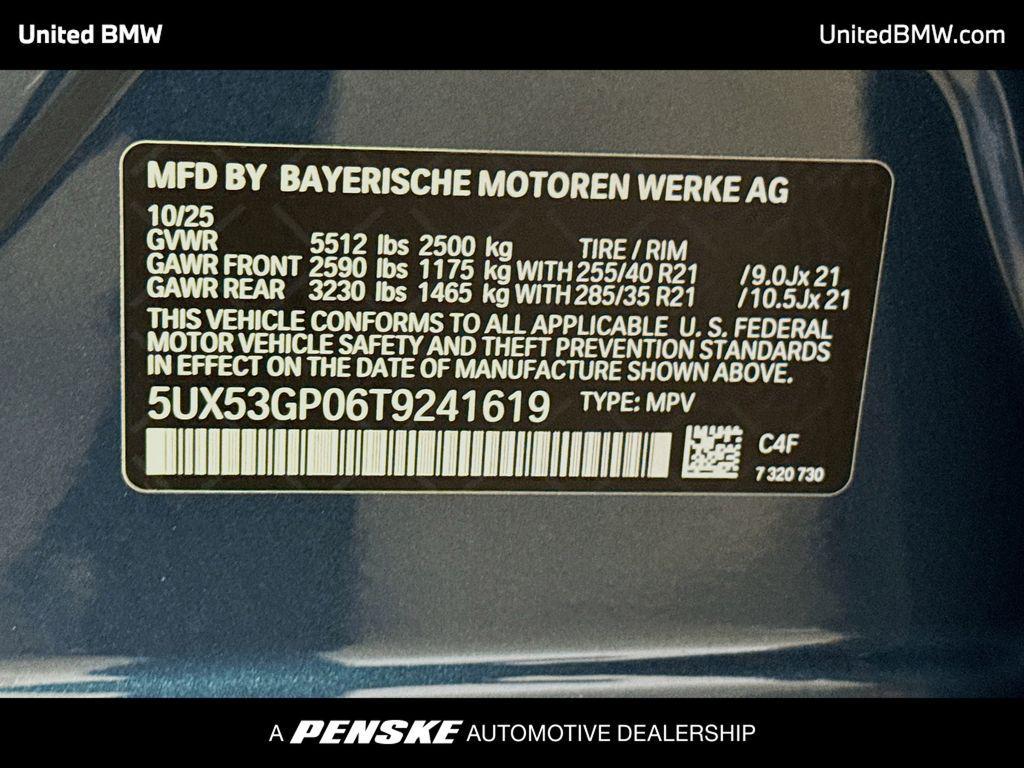 United BMW
UnitedBMW.com
MFD BY BAYERISCHE MOTOREN WERKE AG
10/25
GVWR 5512 lbs 2500 kg TIRE / RIM
GAWR FRONT 2590 lbs 1175 kg WITH 255/40 R21 /9.0Jx 21
GAWR REAR 3230 lbs 1465 kg WITH 285/35 R21 /10.5Jx 21
THIS VEHICLE CONFORMS TO ALL APPLICABLE U. S. FEDERAL
MOTOR VEHICLE SAFETY AND THEFT PREVENTION STANDARDS
IN EFFECT ON THE DATE OF MANUFACTURE SHOWN ABOVE.
5UX53GP06T9241619 TYPE: MPV
C4F
7 320 730
A PENSKE AUTOMOTIVE DEALERSHIP